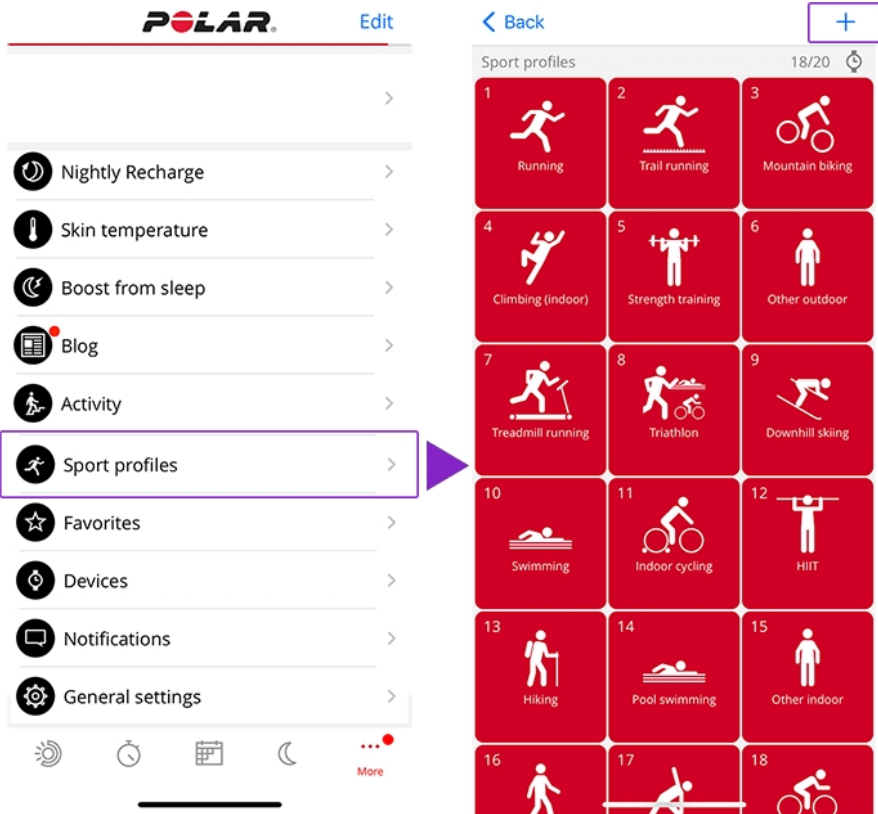 POLAR
Edit
Nightly Recharge
Skin temperature
Boost from sleep
Blog
Activity
Sport profiles
Favorites
Devices
Notifications
General settings
More
Back
+
Sport profiles 18/20
1 2 3
Running Trail running Mountain biking
4 5 6
Climbing (indoor) Strength training Other outdoor
7 8 9
Treadmill running Triathlon Downhill skiing
10 11 12
Swimming Indoor cycling HIIT
13 14 15
Hiking Pool swimming Other indoor
16 17 18